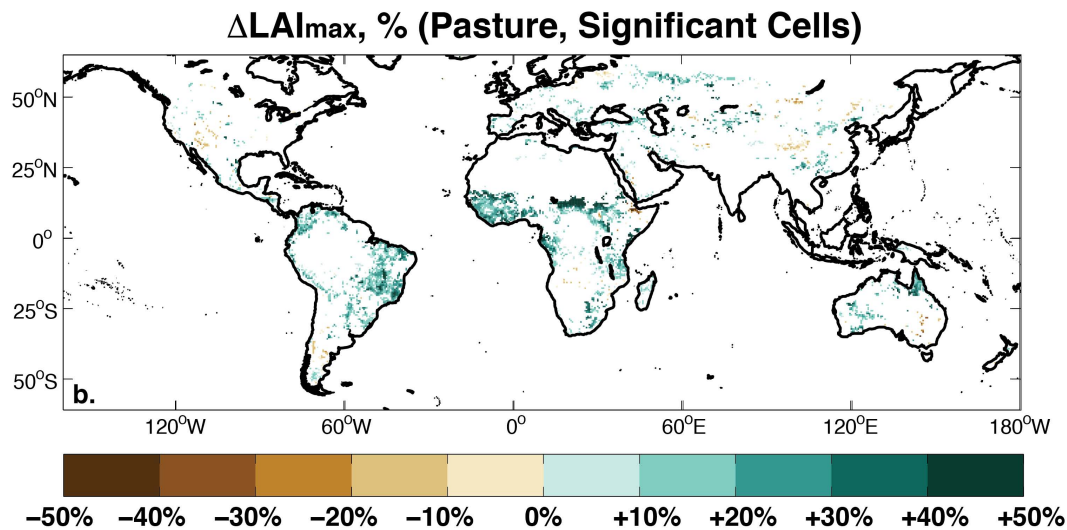 ΔLAImax, % (Pasture, Significant Cells)
50°N
25°N
0°
25°S
50°S
b.
120°W 60°W 0° 60°E 120°E 180°W
−50% −40% −30% −20% −10% 0% +10% +20% +30% +40% +50%